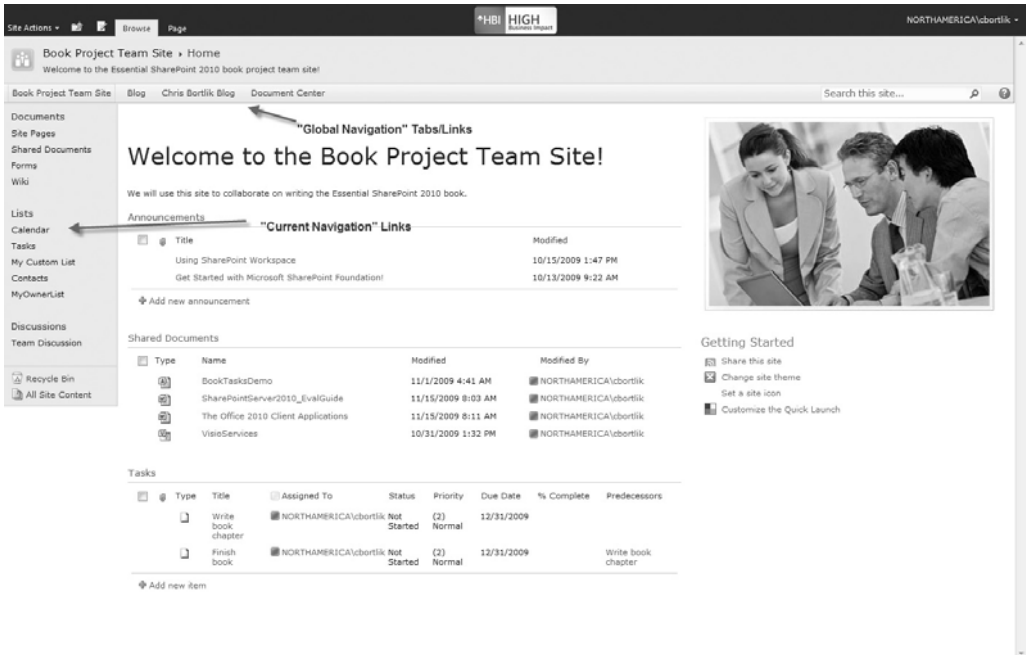 Site Actions
Browse
Page
*HBI HIGH
Business Impact
NORTHAMERICA\cbortlik
Book Project Team Site › Home
Welcome to the Essential SharePoint 2010 book project team site!
Book Project Team Site Blog Chris Bortlik Blog Document Center
Search this site...
Documents
Site Pages
Shared Documents
Forms
Wiki
Lists
Calendar
Tasks
My Custom List
Contacts
MyOwnerList
Discussions
Team Discussion
Recycle Bin
All Site Content
"Global Navigation" Tabs/Links
Welcome to the Book Project Team Site!
We will use this site to collaborate on writing the Essential SharePoint 2010 book.
"Current Navigation" Links
Announcements
Title Modified
Using SharePoint Workspace 10/15/2009 1:47 PM
Get Started with Microsoft SharePoint Foundation! 10/13/2009 9:22 AM
Add new announcement
Shared Documents
Type Name Modified Modified By
BookTasksDemo 11/1/2009 4:41 AM NORTHAMERICA\cbortlik
SharePointServer2010_EvalGuide 11/15/2009 8:03 AM NORTHAMERICA\cbortlik
The Office 2010 Client Applications 11/15/2009 8:11 AM NORTHAMERICA\cbortlik
VisioServices 10/31/2009 1:32 PM NORTHAMERICA\cbortlik
Tasks
Type Title Assigned To Status Priority Due Date % Complete Predecessors
Write book chapter NORTHAMERICA\cbortlik Not Started (2) Normal 12/31/2009
Finish book NORTHAMERICA\cbortlik Not Started (2) Normal 12/31/2009 Write book chapter
Add new item
Getting Started
Share this site
Change site theme
Set a site icon
Customize the Quick Launch